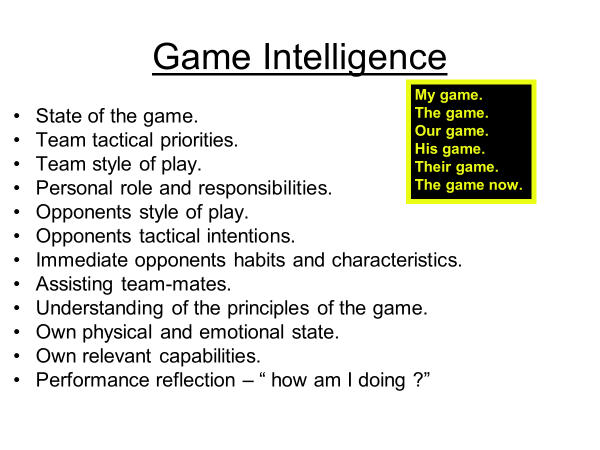 Game Intelligence
My game.
The game.
Our game.
His game.
Their game.
The game now.
• State of the game.
• Team tactical priorities.
• Team style of play.
• Personal role and responsibilities.
• Opponents style of play.
• Opponents tactical intentions.
• Immediate opponents habits and characteristics.
• Assisting team-mates.
• Understanding of the principles of the game.
• Own physical and emotional state.
• Own relevant capabilities.
• Performance reflection – “ how am I doing ?”